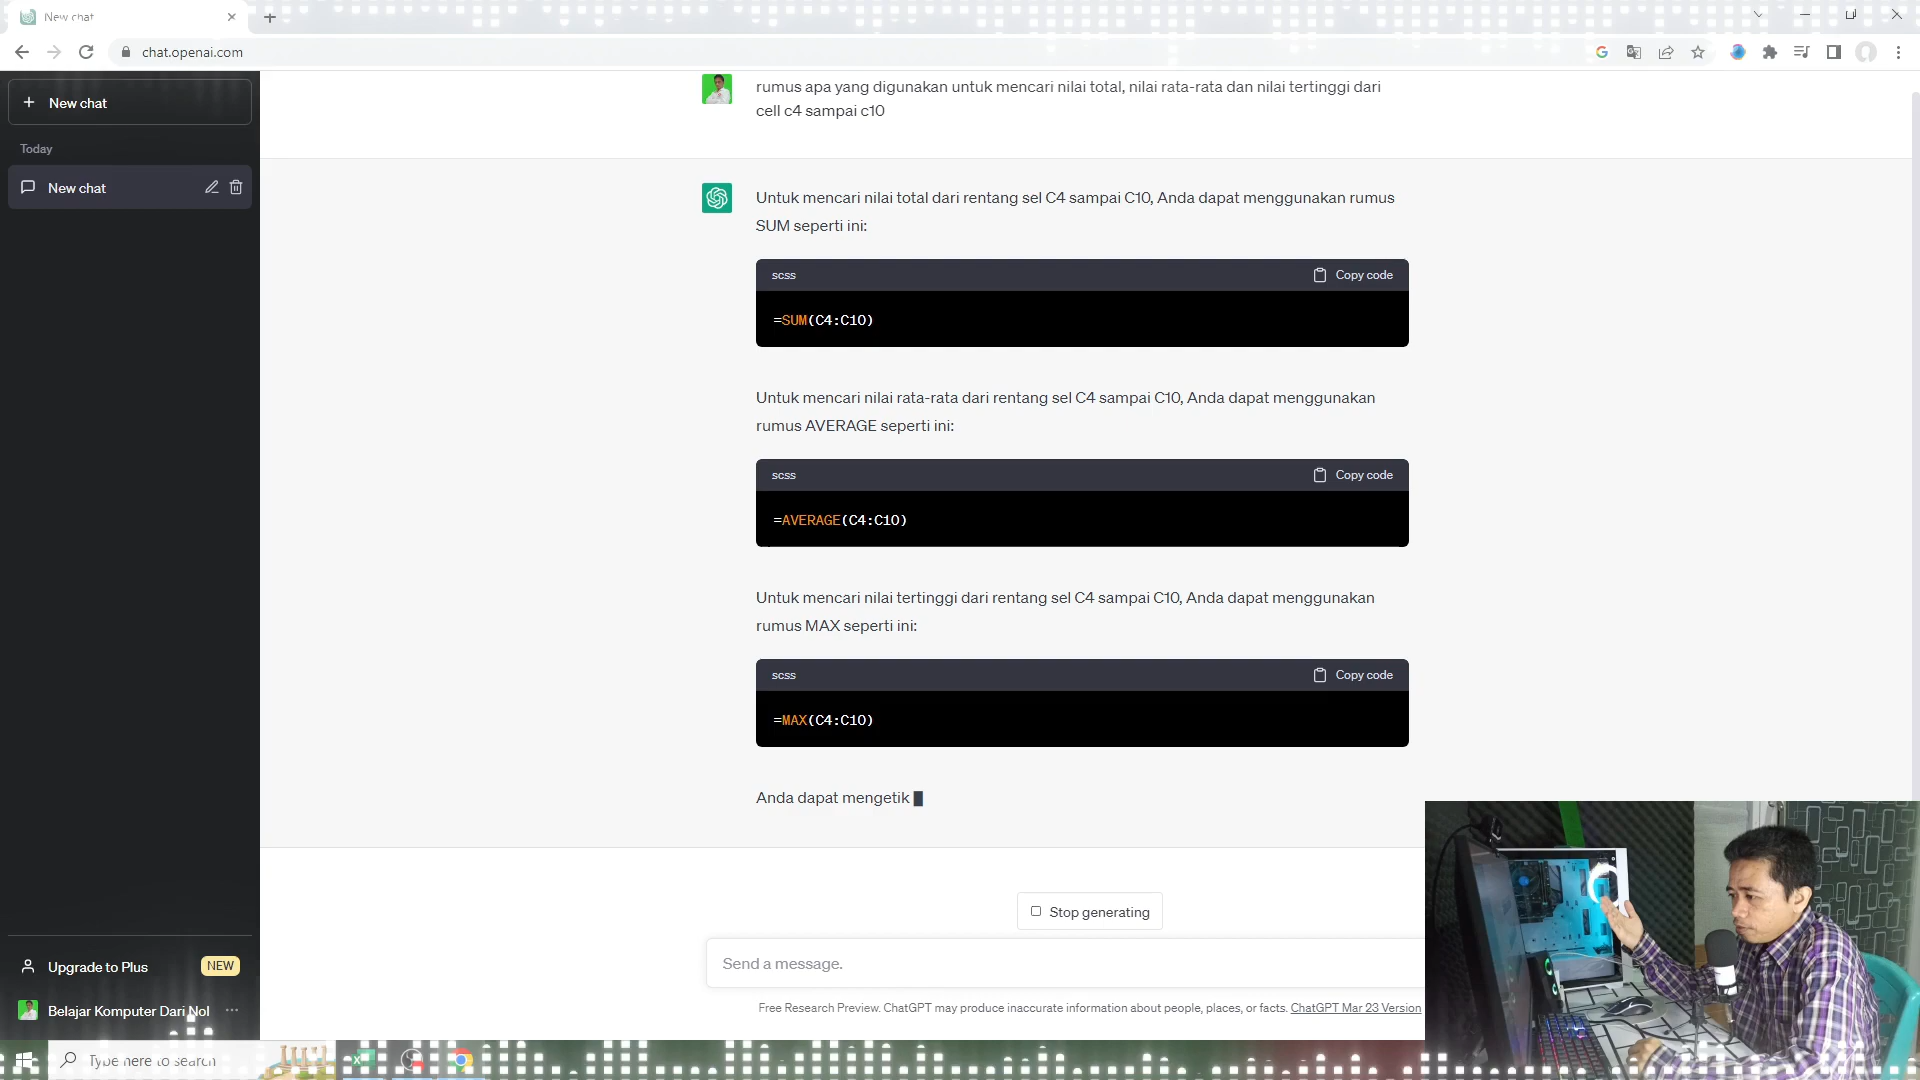 New chat
chat.openai.com
New chat
Today
New chat
Upgrade to Plus
NEW
Belajar Komputer Dari Nol
rumus apa yang digunakan untuk mencari nilai total, nilai rata-rata dan nilai tertinggi dari
cell c4 sampai c10
Untuk mencari nilai total dari rentang sel C4 sampai C10, Anda dapat menggunakan rumus
SUM seperti ini:
scss
Copy code
=SUM(C4:C10)
Untuk mencari nilai rata-rata dari rentang sel C4 sampai C10, Anda dapat menggunakan
rumus AVERAGE seperti ini:
scss
Copy code
=AVERAGE(C4:C10)
Untuk mencari nilai tertinggi dari rentang sel C4 sampai C10, Anda dapat menggunakan
rumus MAX seperti ini:
scss
Copy code
=MAX(C4:C10)
Anda dapat mengetik
Stop generating
Send a message.
Free Research Preview. ChatGPT may produce inaccurate information about people, places, or facts. ChatGPT Mar 23 Version
Type here to search